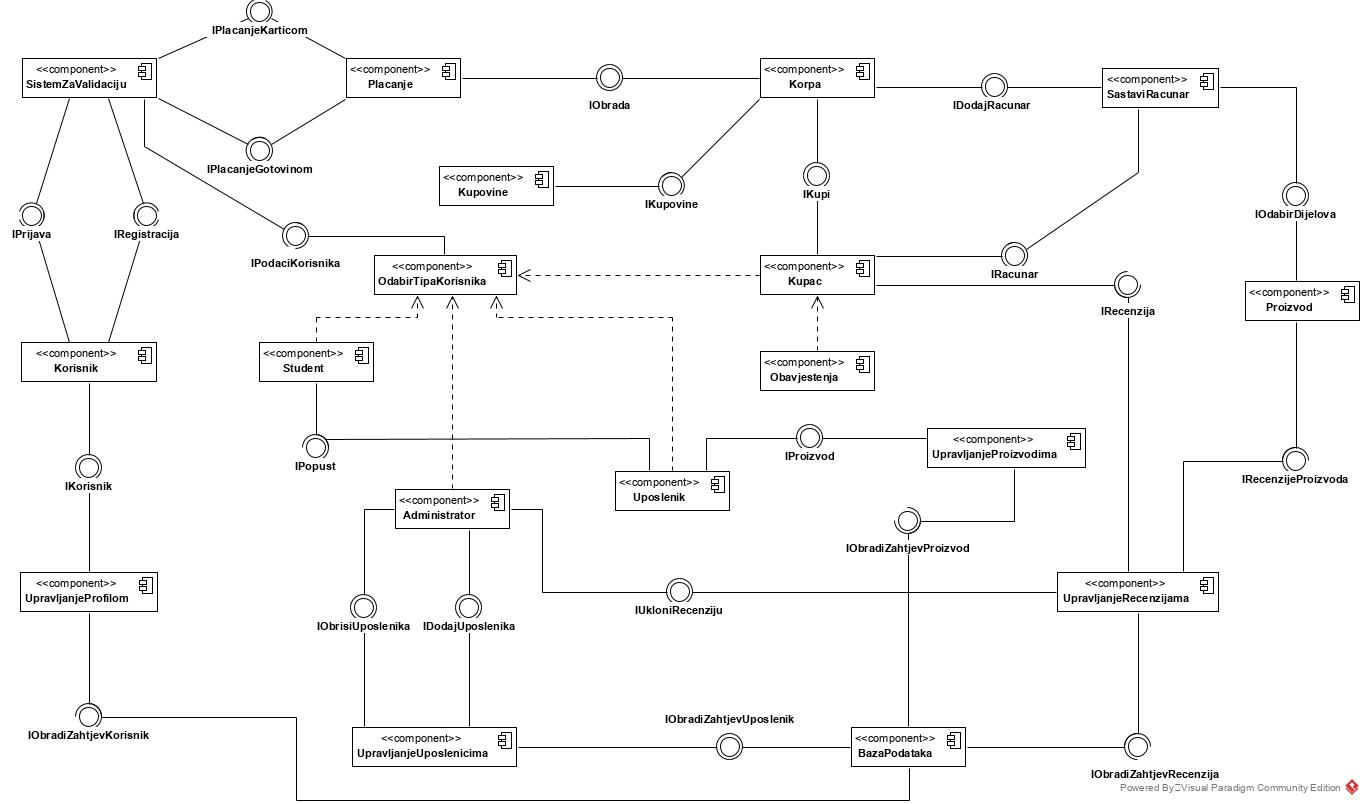 IPlacanjeKarticom
<<component>>
SistemZaValidaciju
<<component>>
Placanje
IObrada
<<component>>
Korpa
IDodajRacunar
<<component>>
SastaviRacunar
IPlacanjeGotovinom
<<component>>
Kupovine
IKupovine
IKupi
IOdabirDijelova
IPrijava
IRegistracija
IPodaciKorisnika
<<component>>
OdabirTipaKorisnika
<<component>>
Kupac
IRacunar
IRecenzija
<<component>>
Proizvod
<<component>>
Korisnik
<<component>>
Student
<<component>>
Obavjestenja
IPopust
IProizvod
<<component>>
UpravljanjeProizvodima
IKorisnik
<<component>>
Uposlenik
IRecenzijeProizvoda
<<component>>
Administrator
IObradiZahtjevProizvod
<<component>>
UpravljanjeProfilom
IObrisiUposlenika
IDodajUposlenika
IUkloniRecenziju
<<component>>
UpravljanjeRecenzijama
IObradiZahtjevKorisnik
<<component>>
UpravljanjeUposlenicima
IObradiZahtjevUposlenik
<<component>>
BazaPodataka
IObradiZahtjevRecenzija
Powered By Visual Paradigm Community Edition